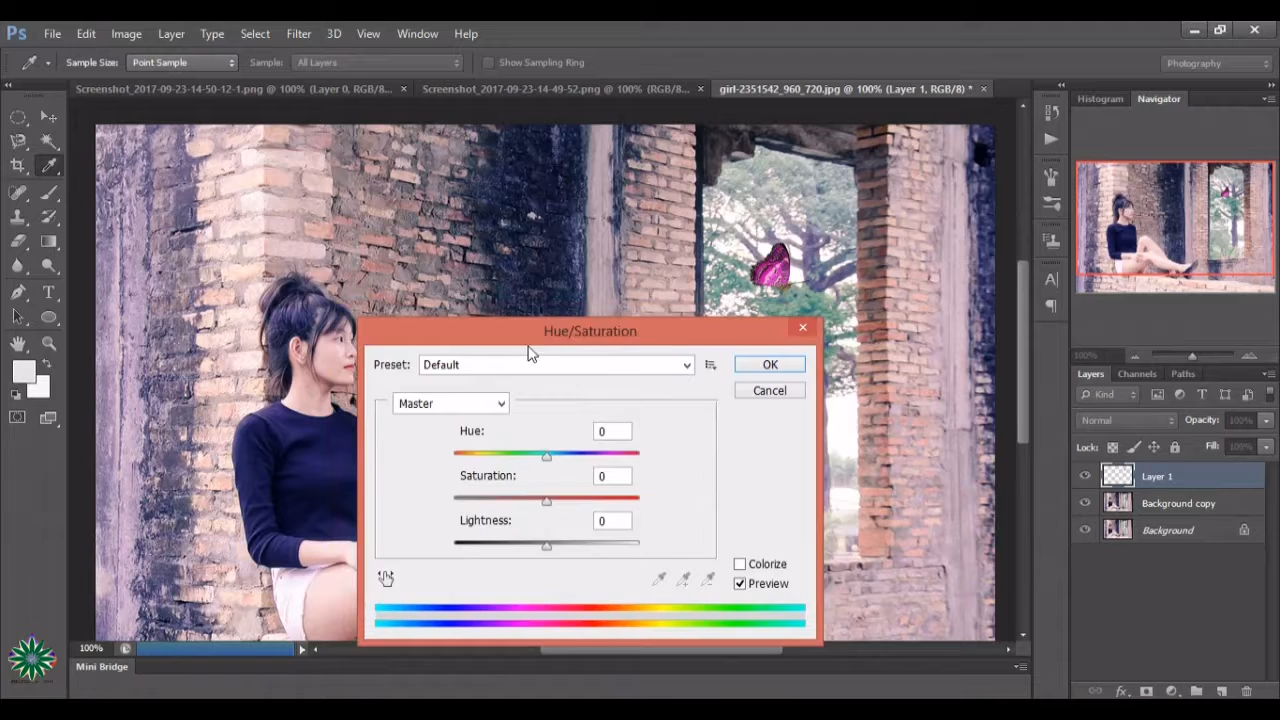 Ps File Edit Image Layer Type Select Filter 3D View Window Help
Sample Size: Point Sample Sample: All Layers Show Sampling Ring Photography
Screenshot_2017-09-23-14-50-12-1.png @ 100% (Layer 0, RGB/8... × Screenshot_2017-09-23-14-49-52.png @ 100% (RGB/8... × girl-2351542_960_720.jpg @ 100% (Layer 1, RGB/8) * ×
Histogram Navigator
Hue/Saturation
Preset: Default OK
Cancel
Master
Hue: 0
Saturation: 0
Lightness: 0
Colorize
Preview
100%
Layers Channels Paths
Kind
Normal Opacity: 100%
Lock: Fill: 100%
Layer 1
Background copy
Background
100%
Mini Bridge